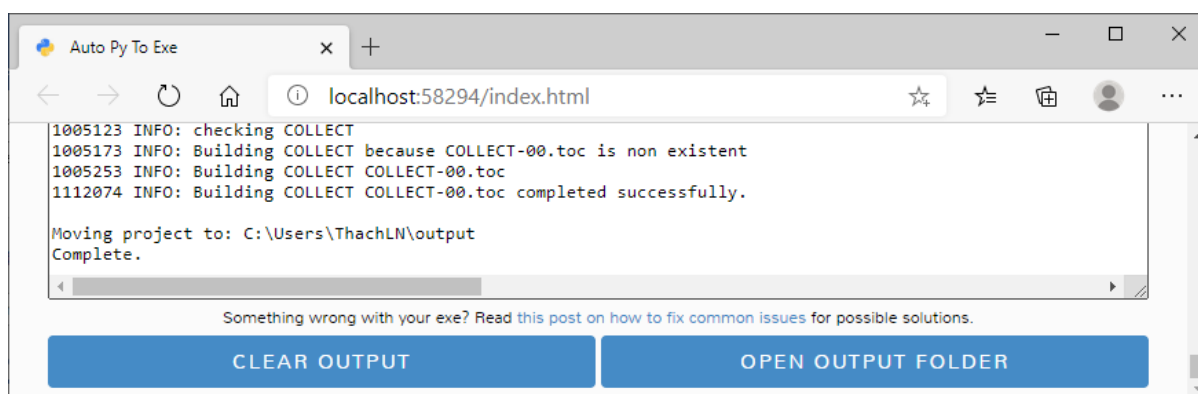 Auto Py To Exe
localhost:58294/index.html
1005123 INFO: checking COLLECT
1005173 INFO: Building COLLECT because COLLECT-00.toc is non existent
1005253 INFO: Building COLLECT COLLECT-00.toc
1112074 INFO: Building COLLECT COLLECT-00.toc completed successfully.
Moving project to: C:\Users\ThachLN\output
Complete.
Something wrong with your exe? Read this post on how to fix common issues for possible solutions.
CLEAR OUTPUT OPEN OUTPUT FOLDER